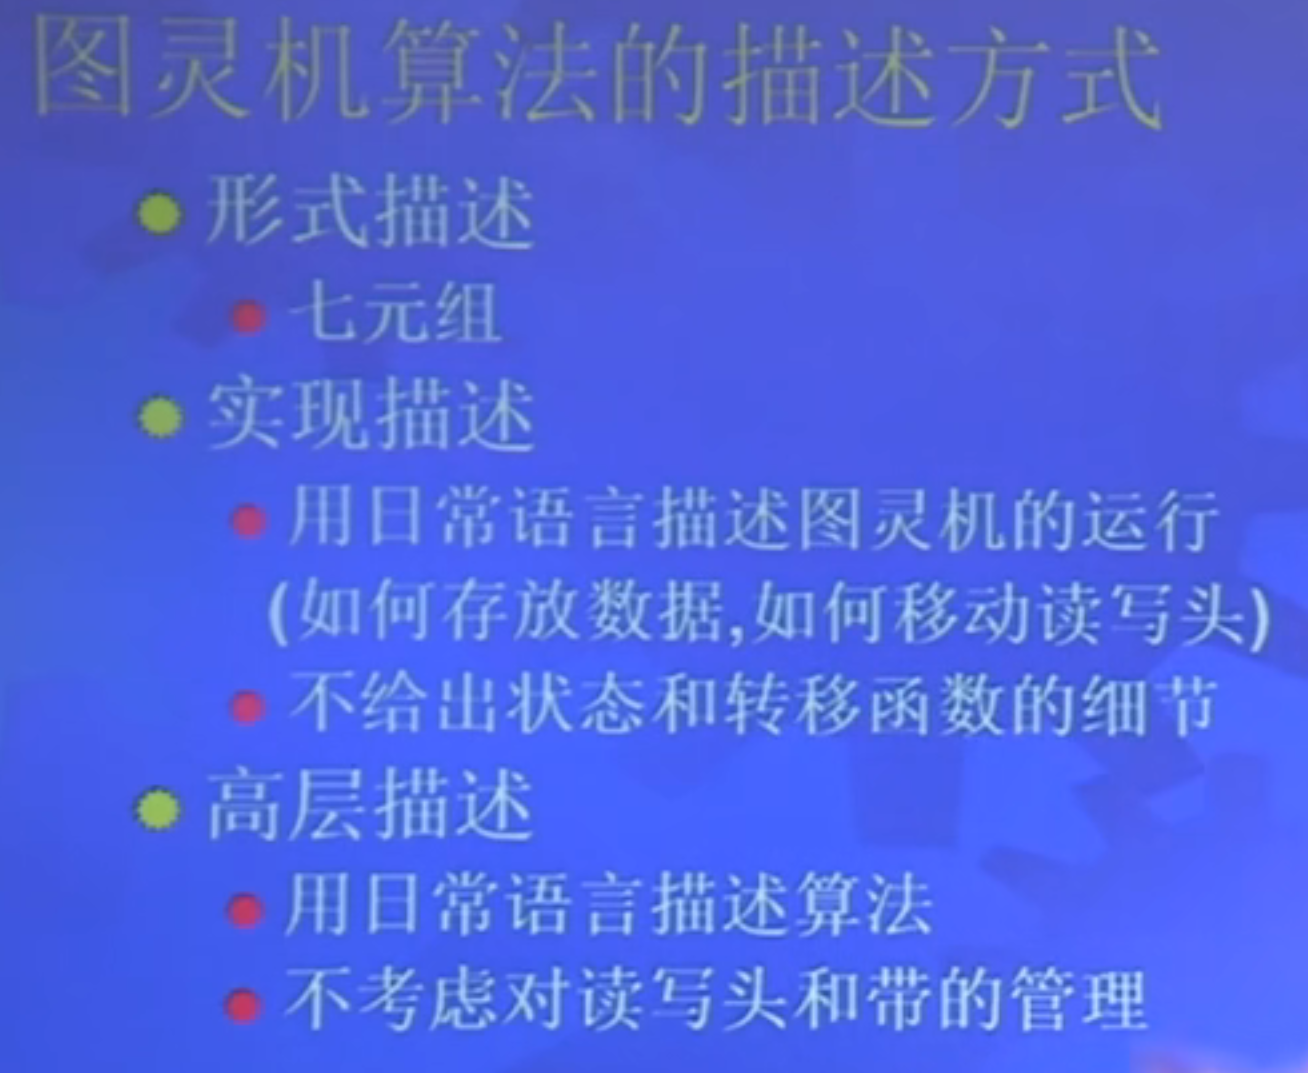 图灵机算法的描述方式
形式描述
七元组
实现描述
用日常语言描述图灵机的运行
(如何存放数据,如何移动读写头)
不给出状态和转移函数的细节
高层描述
用日常语言描述算法
不考虑对读写头和带的管理